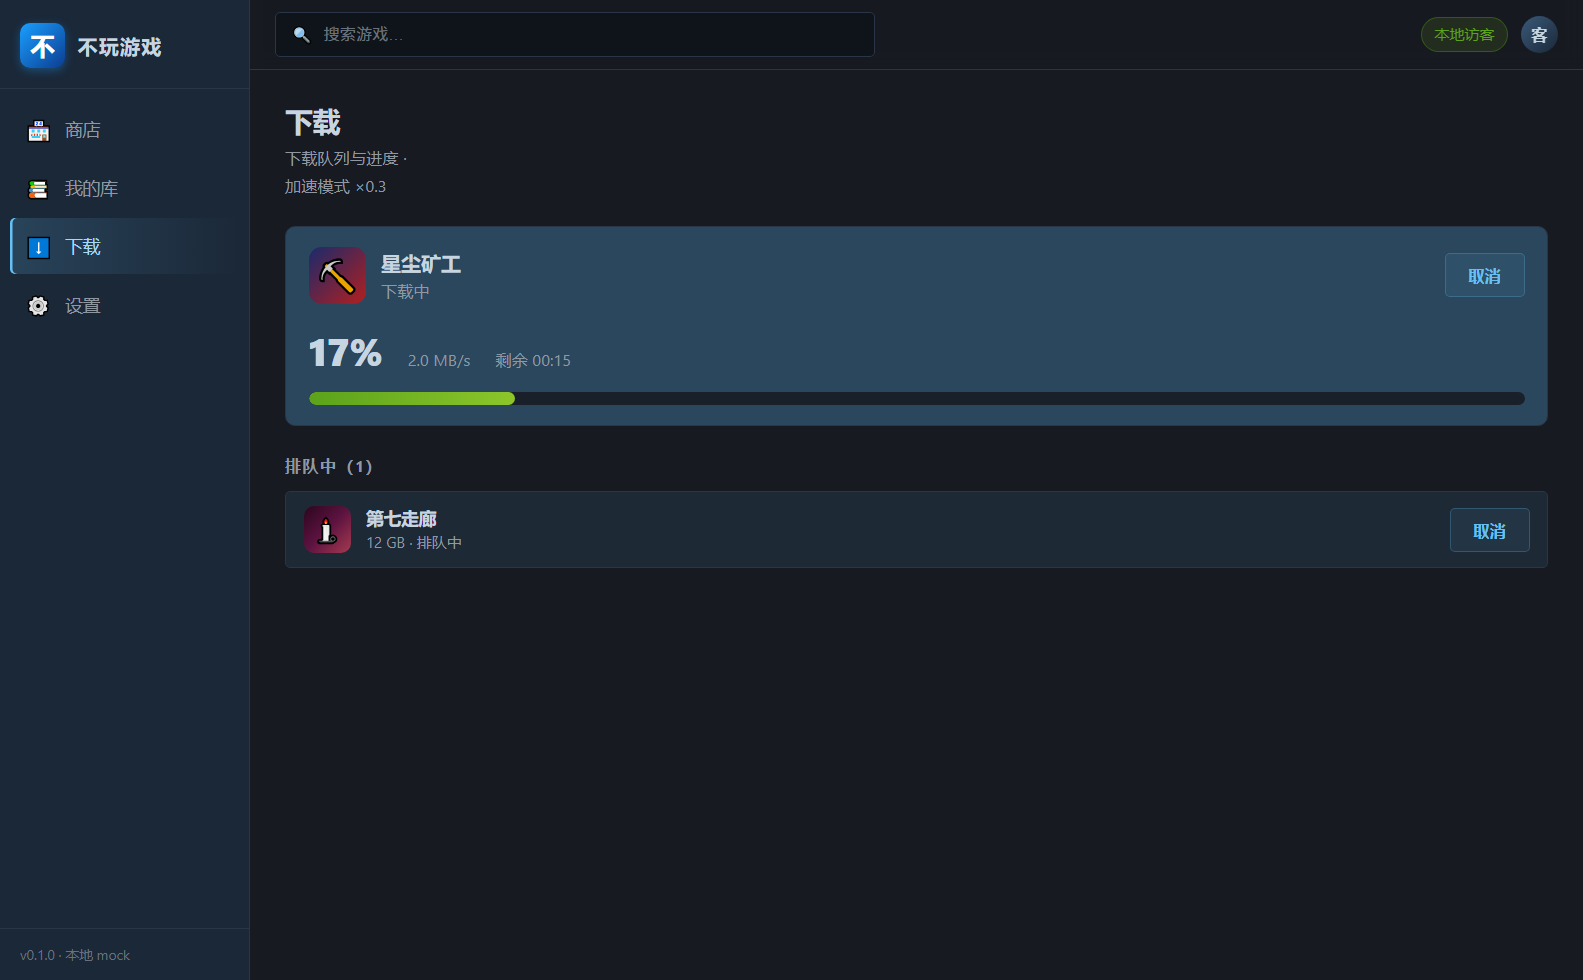 不 不玩游戏
搜索游戏...
本地访客 客
商店
我的库
下载
设置
下载
下载队列与进度 ·
加速模式 ×0.3
星尘矿工
下载中
取消
17% 2.0 MB/s 剩余 00:15
排队中（1）
第七走廊
12 GB · 排队中
取消
v0.1.0 · 本地 mock